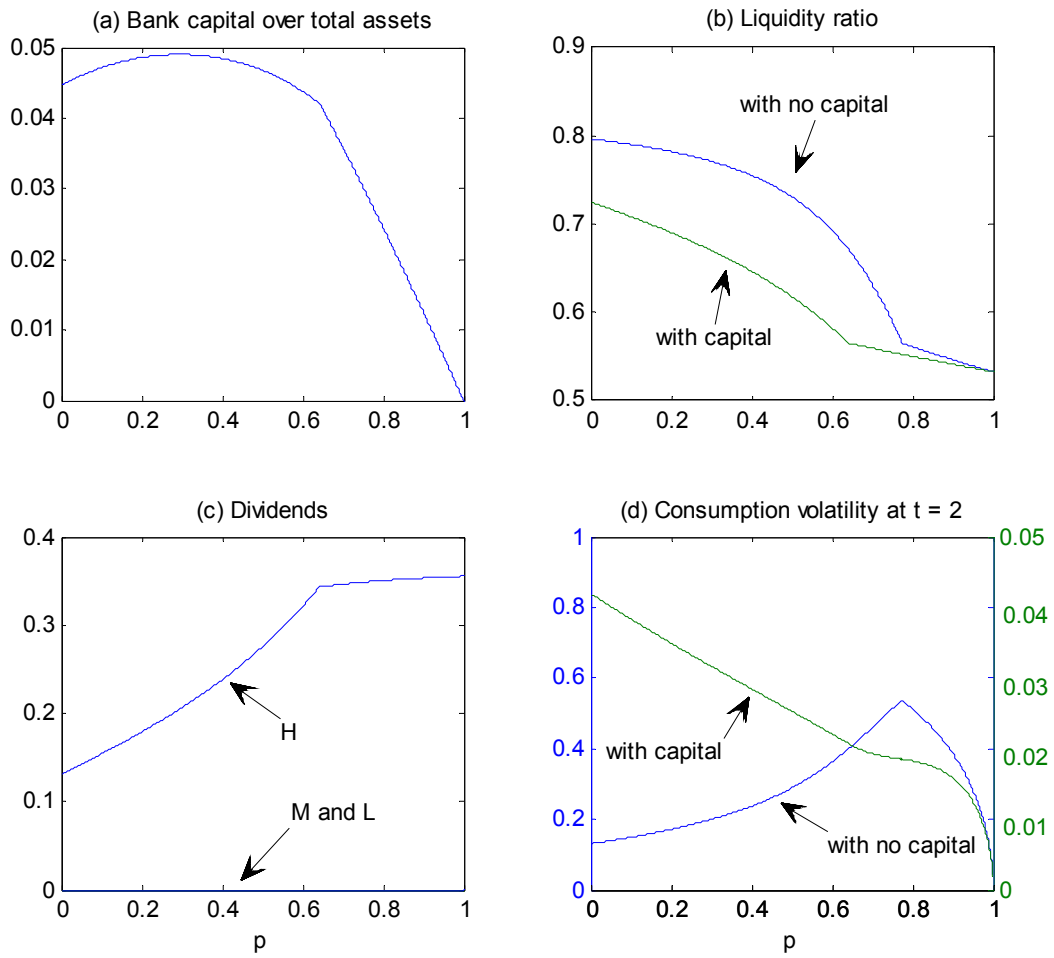 (a) Bank capital over total assets
0.05
0.04
0.03
0.02
0.01
0
0 0.2 0.4 0.6 0.8 1
(b) Liquidity ratio
0.9
0.8
0.7
0.6
0.5
with no capital
with capital
0 0.2 0.4 0.6 0.8 1
(c) Dividends
0.4
0.3
0.2
0.1
0
H
M and L
0 0.2 0.4 0.6 0.8 1
p
(d) Consumption volatility at t = 2
1
0.8
0.6
0.4
0.2
0
0.05
0.04
0.03
0.02
0.01
0
with capital
with no capital
0 0.2 0.4 0.6 0.8 1
p